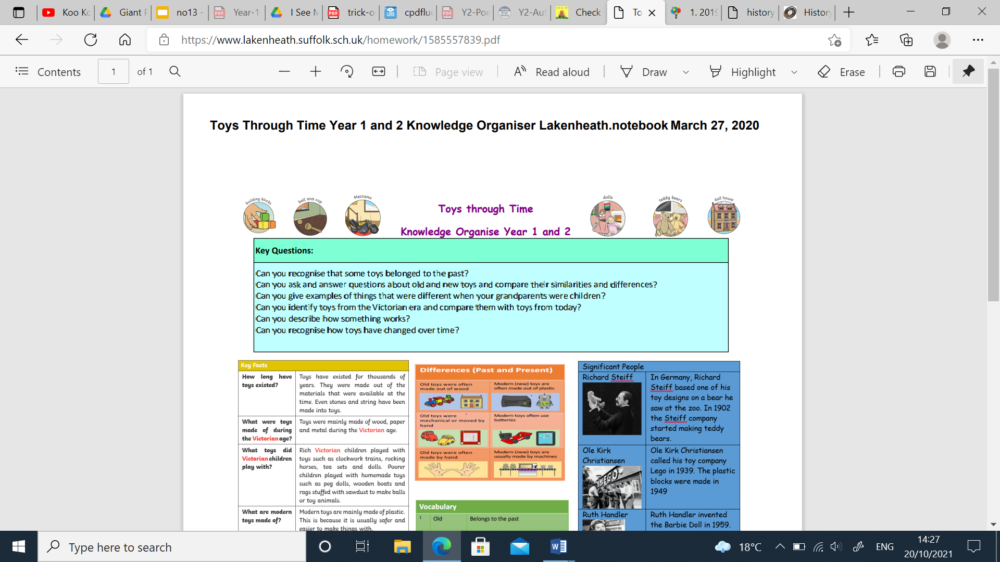 Koo Ko
Giant F
no13 -
Year-1-
I See M
trick-o
cpdflue
Y2-Poe
Y2-Aut
Check
To
1. 2019
history
History
https://www.lakenheath.suffolk.sch.uk/homework/1585557839.pdf
Contents
1
of 1
Page view
Read aloud
Draw
Highlight
Erase
Toys Through Time Year 1 and 2 Knowledge Organiser Lakenheath.notebook March 27, 2020
building blocks
ball and cup
Meccano
dolls
teddy bears
doll house
Toys through Time
Knowledge Organise Year 1 and 2
Key Questions:
Can you recognise that some toys belonged to the past?
Can you ask and answer questions about old and new toys and compare their similarities and differences?
Can you give examples of things that were different when your grandparents were children?
Can you identify toys from the Victorian era and compare them with toys from today?
Can you describe how something works?
Can you recognise how toys have changed over time?
Key Facts
How long have
toys existed?
Toys have existed for thousands of
years. They were made out of the
materials that were available at the
time. Even stones and string have been
made into toys.
What were toys
made of during
the Victorian age?
Toys were mainly made of wood, paper
and metal during the Victorian age.
What toys did
Victorian children
play with?
Rich Victorian children played with
toys such as clockwork trains, rocking
horses, tea sets and dolls. Poorer
children played with homemade toys
such as peg dolls, wooden boats and
rags stuffed with sawdust to make balls
or toy animals.
What are modern
toys made of?
Modern toys are mainly made of plastic.
This is because it is usually safer and
easier to make things with.
Differences (Past and Present)
Old toys were often
made out of wood
Modern (new) toys are
often made out of plastic
Old toys were
mechanical or moved by
hand
Modern toys often use
batteries
Old toys were often
made by hand
Modern (new) toys are
usually made by machines
Vocabulary
1
Old
Belongs to the past
Significant People
Richard Steiff
In Germany, Richard
Steiff based one of his
toy designs on a bear he
saw at the zoo. In 1902
the Steiff company
started making teddy
bears.
Ole Kirk
Christiansen
LEGO
Ole Kirk Christiansen
called his toy company
Lego in 1939. The plastic
blocks were made in
1949
Ruth Handler
Ruth Handler invented
the Barbie Doll in 1959.
Type here to search
18°C
ENG
14:27
20/10/2021